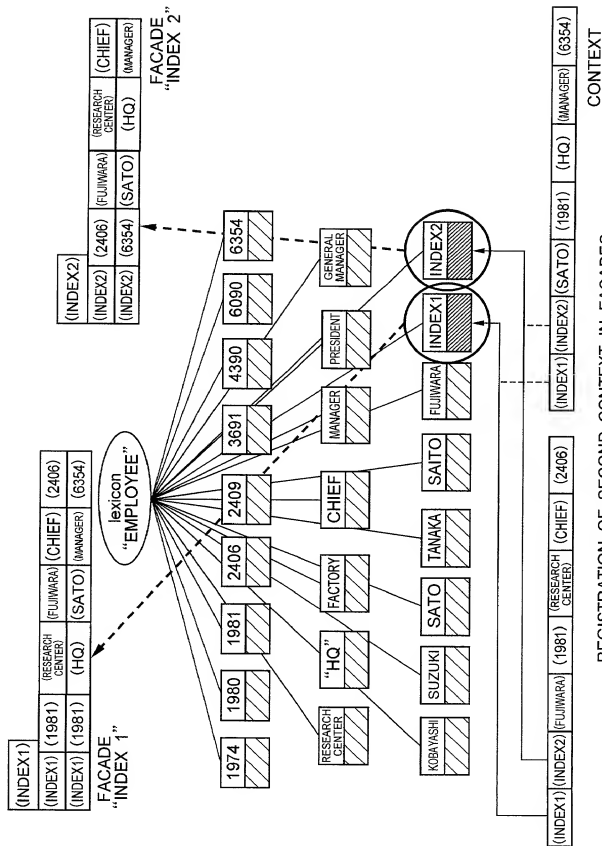 (INDEX1)
(INDEX1) (1981) (RESEARCH CENTER) (FUJIWARA) (CHIEF) (2406)
(INDEX1) (1981) (HQ) (SATO) (MANAGER) (6354)
FACADE
"INDEX 1"
(INDEX2)
(INDEX2) (2406) (FUJIWARA) (RESEARCH CENTER) (CHIEF)
(INDEX2) (6354) (SATO) (HQ) (MANAGER)
FACADE
"INDEX 2"
lexicon
"EMPLOYEE"
1974 1980 1981 2406 2409 3691 4390 6090 6354
RESEARCH CENTER "HQ" FACTORY CHIEF MANAGER PRESIDENT GENERAL MANAGER
KOBAYASHI SUZUKI SATO TANAKA SAITO FUJIWARA INDEX1 INDEX2
(INDEX1) (INDEX2) (FUJIWARA) (1981) (RESEARCH CENTER) (CHIEF) (2406)
(INDEX1) (INDEX2) (SATO) (1981) (HQ) (MANAGER) (6354)
CONTEXT
REGISTRATION OF SECOND CONTEXT IN FACADES